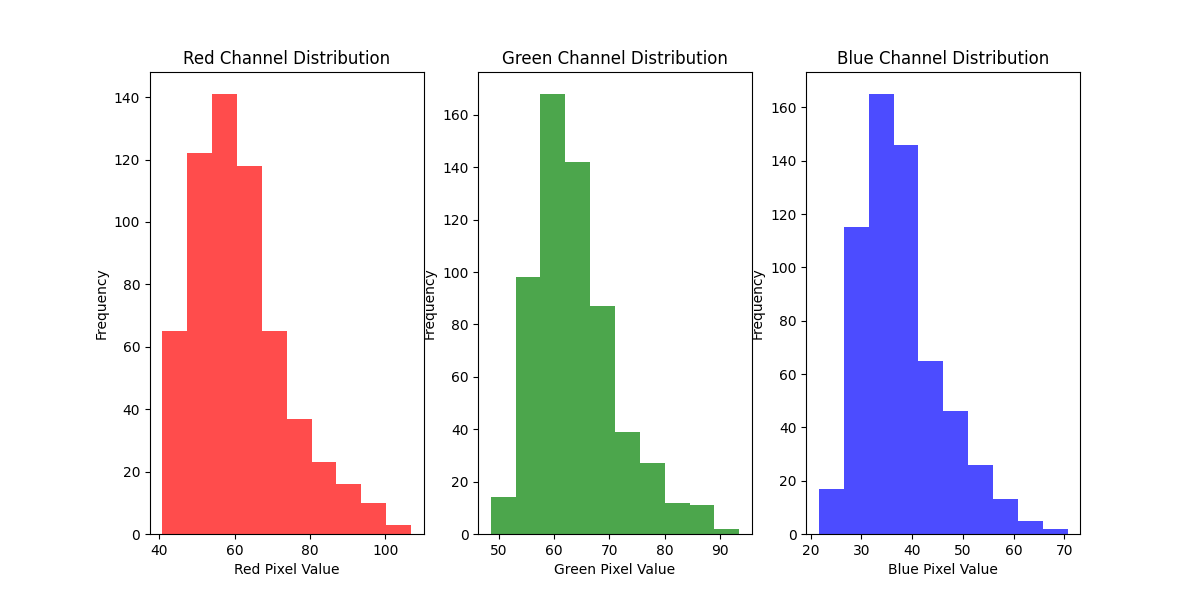 Red Channel Distribution
140
120
100
80
60
40
20
0
Frequency
40 60 80 100
Red Pixel Value
Green Channel Distribution
160
140
120
100
80
60
40
20
0
Frequency
50 60 70 80 90
Green Pixel Value
Blue Channel Distribution
160
140
120
100
80
60
40
20
0
Frequency
20 30 40 50 60 70
Blue Pixel Value